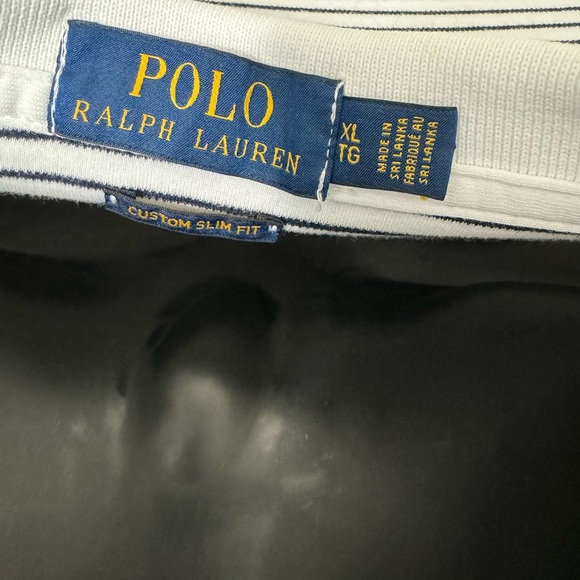 POLO
RALPH LAUREN
XL
TG
MADE IN
SRI LANKA
FABRIQUÉ AU
SRI LANKA
CUSTOM SLIM FIT